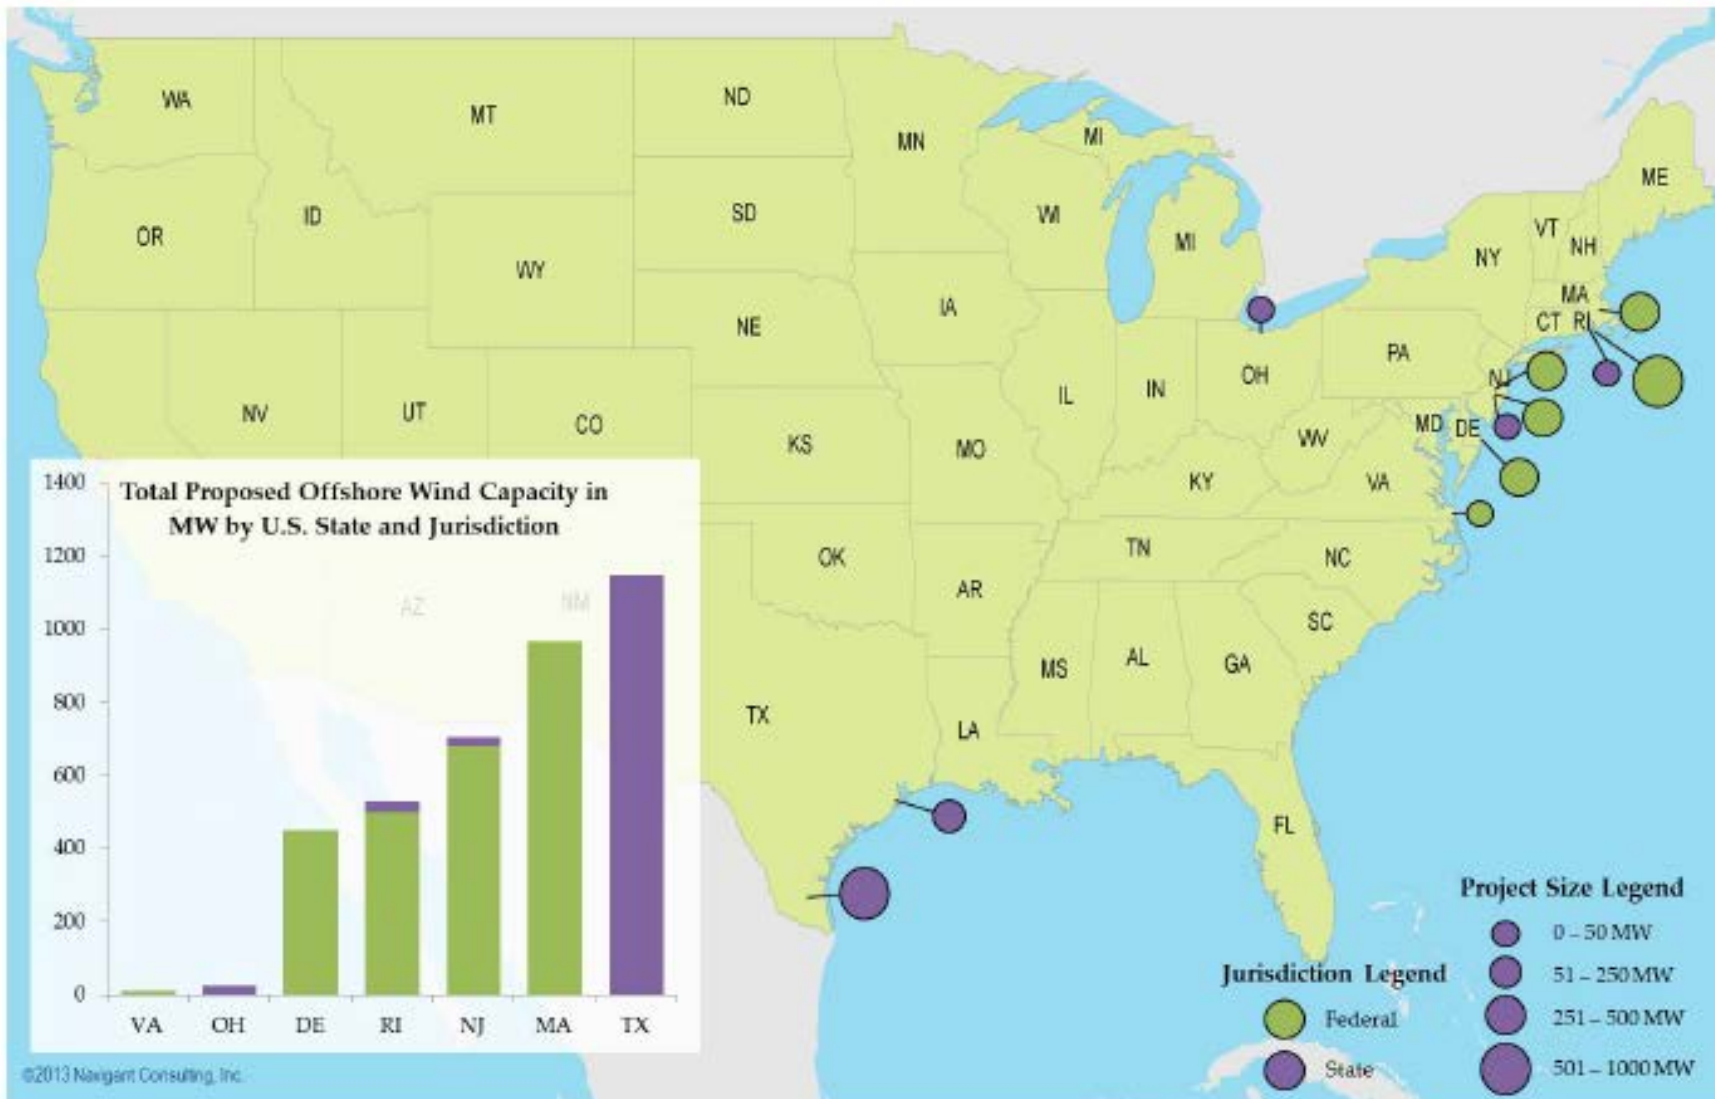 WA
MT
ND
MN
MI
ME
OR
ID
SD
WI
MI
VT
NH
NY
WY
MA
IA
NE
CT RI
PA
OH
NJ
NV
UT
CO
IL
IN
MD
DE
KS
MO
WV
VA
KY
OK
TN
NC
AR
AZ
NM
SC
MS
AL
GA
TX
LA
FL
Total Proposed Offshore Wind Capacity in
MW by U.S. State and Jurisdiction
1400
1200
1000
800
600
400
200
0
VA OH DE RI NJ MA TX
©2013 Navigant Consulting, Inc.
Jurisdiction Legend
Federal
State
Project Size Legend
0 – 50 MW
51 – 250 MW
251 – 500 MW
501 – 1000 MW